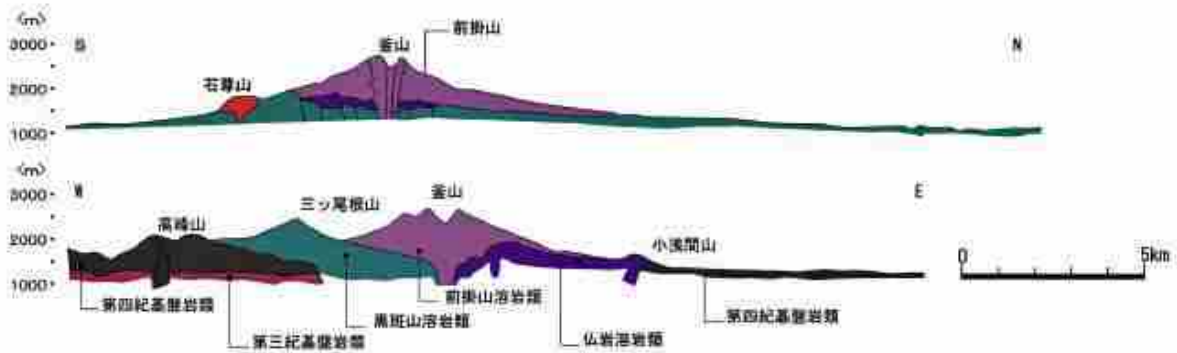 (m)
3000
S
釜山
前掛山
N
石尊山
2000
1000
(m)
W
3000
釜山
E
三ッ尾根山
高峰山
小浅間山
2000
0
5km
1000
前掛山溶岩類
第四紀基盤岩類
第四紀基盤岩類
黒斑山溶岩類
仏岩溶岩類
第三紀基盤岩類